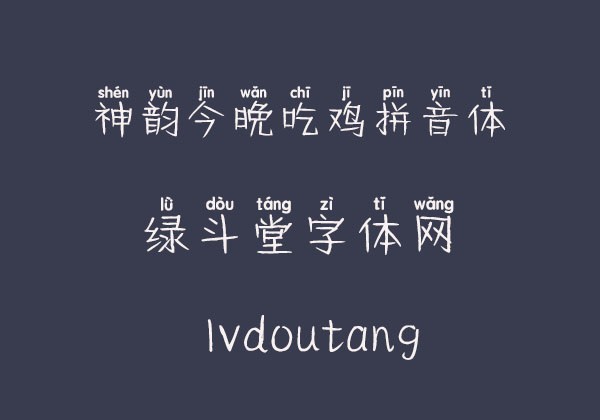 shén yùn jīn wǎn chī jī pīn yīn tǐ
神韵今晚吃鸡拼音体
lǜ dǒu táng zì tǐ wǎng
绿斗堂字体网
lvdoutang